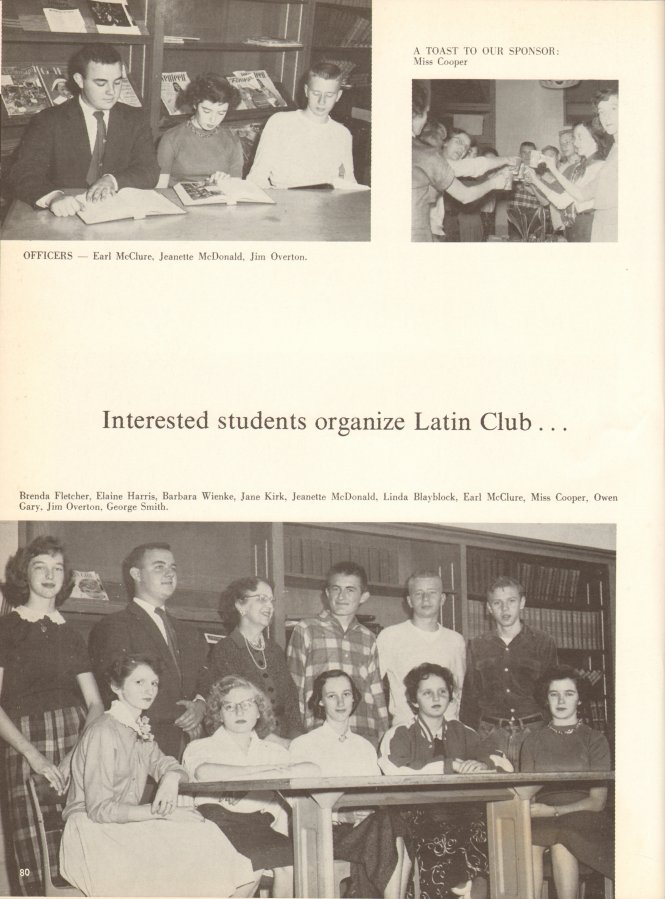 A TOAST TO OUR SPONSOR:
Miss Cooper
OFFICERS — Earl McClure, Jeanette McDonald, Jim Overton.
Interested students organize Latin Club . . .
Brenda Fletcher, Elaine Harris, Barbara Wienke, Jane Kirk, Jeanette McDonald, Linda Blayblock, Earl McClure, Miss Cooper, Owen
Gary, Jim Overton, George Smith.
80